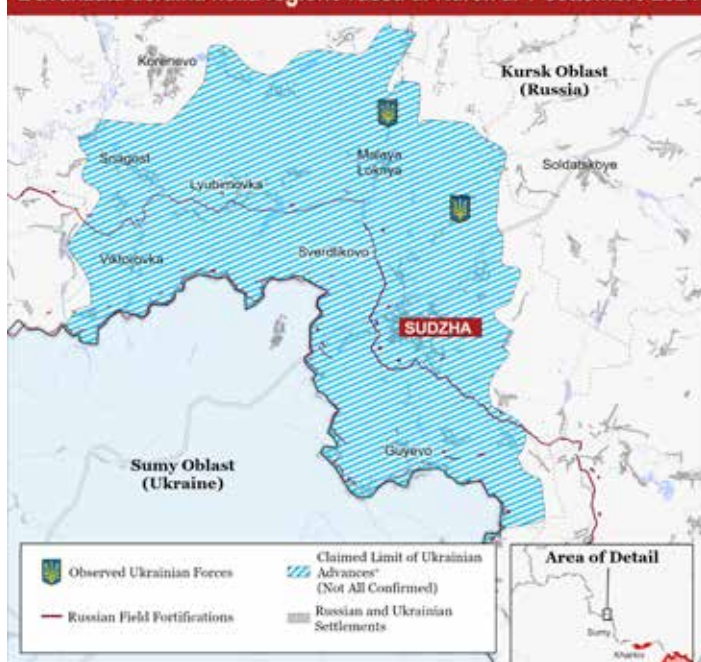 Korenevo
Kursk Oblast
(Russia)
Snagost
Malaya
Loknya
Soldatskoye
Lyubimovka
Viktorovka
Sverdlikovo
SUDZHA
Guyevo
Sumy Oblast
(Ukraine)
Observed Ukrainian Forces
Claimed Limit of Ukrainian
Advances*
(Not All Confirmed)
Russian Field Fortifications
Russian and Ukrainian
Settlements
Area of Detail
Sumy
Kharkiv